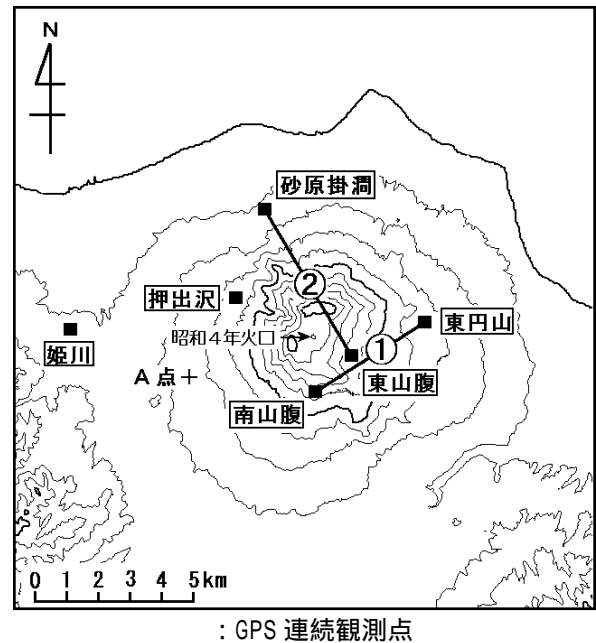 N
砂原掛澗
②
押出沢
東円山
昭和4年火口
①
姫川
A点＋
東山腹
南山腹
0 1 2 3 4 5km
：GPS 連続観測点